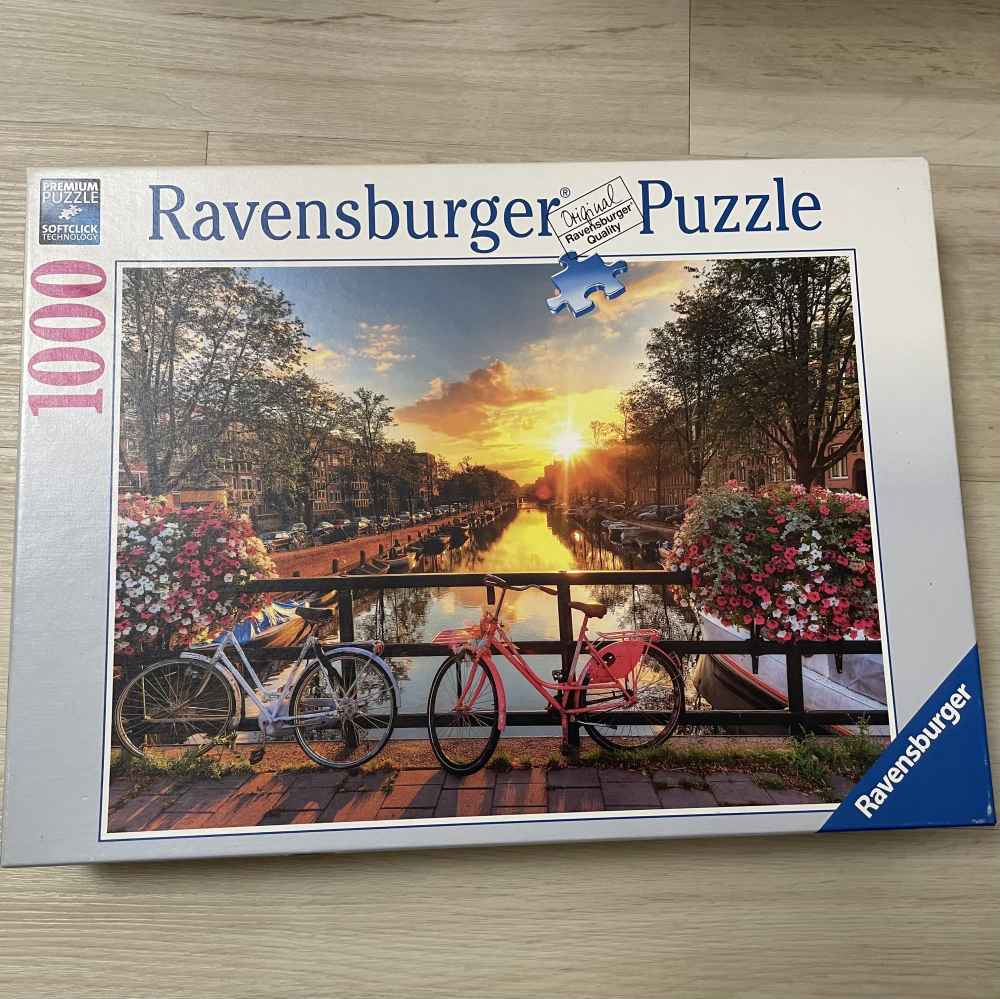 PREMIUM
PUZZLE
SOFTCLICK
TECHNOLOGY
Ravensburger® Puzzle
Original
Ravensburger®
Quality
1000
Ravensburger